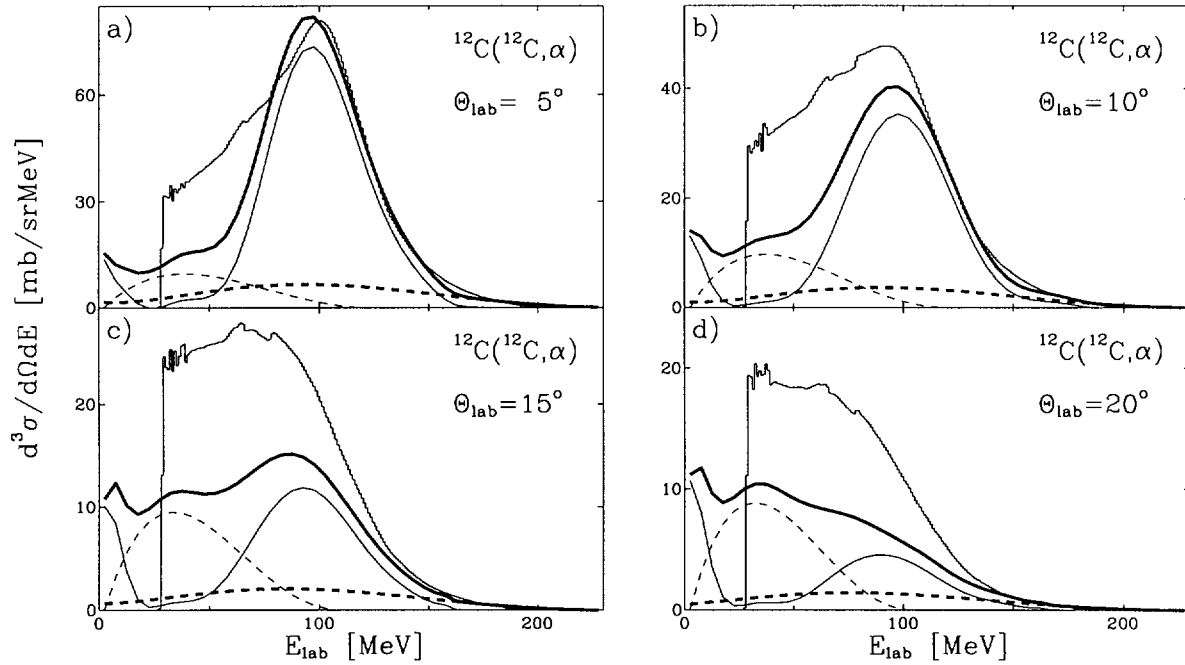 a)
¹²C(¹²C,α)
Θlab= 5°
60
30
0
b)
¹²C(¹²C,α)
Θlab=10°
40
20
0
c)
¹²C(¹²C,α)
Θlab=15°
20
10
0
0
100
200
Elab [MeV]
d)
¹²C(¹²C,α)
Θlab=20°
20
10
0
0
100
200
Elab [MeV]
d³σ/dΩdE [mb/srMeV]